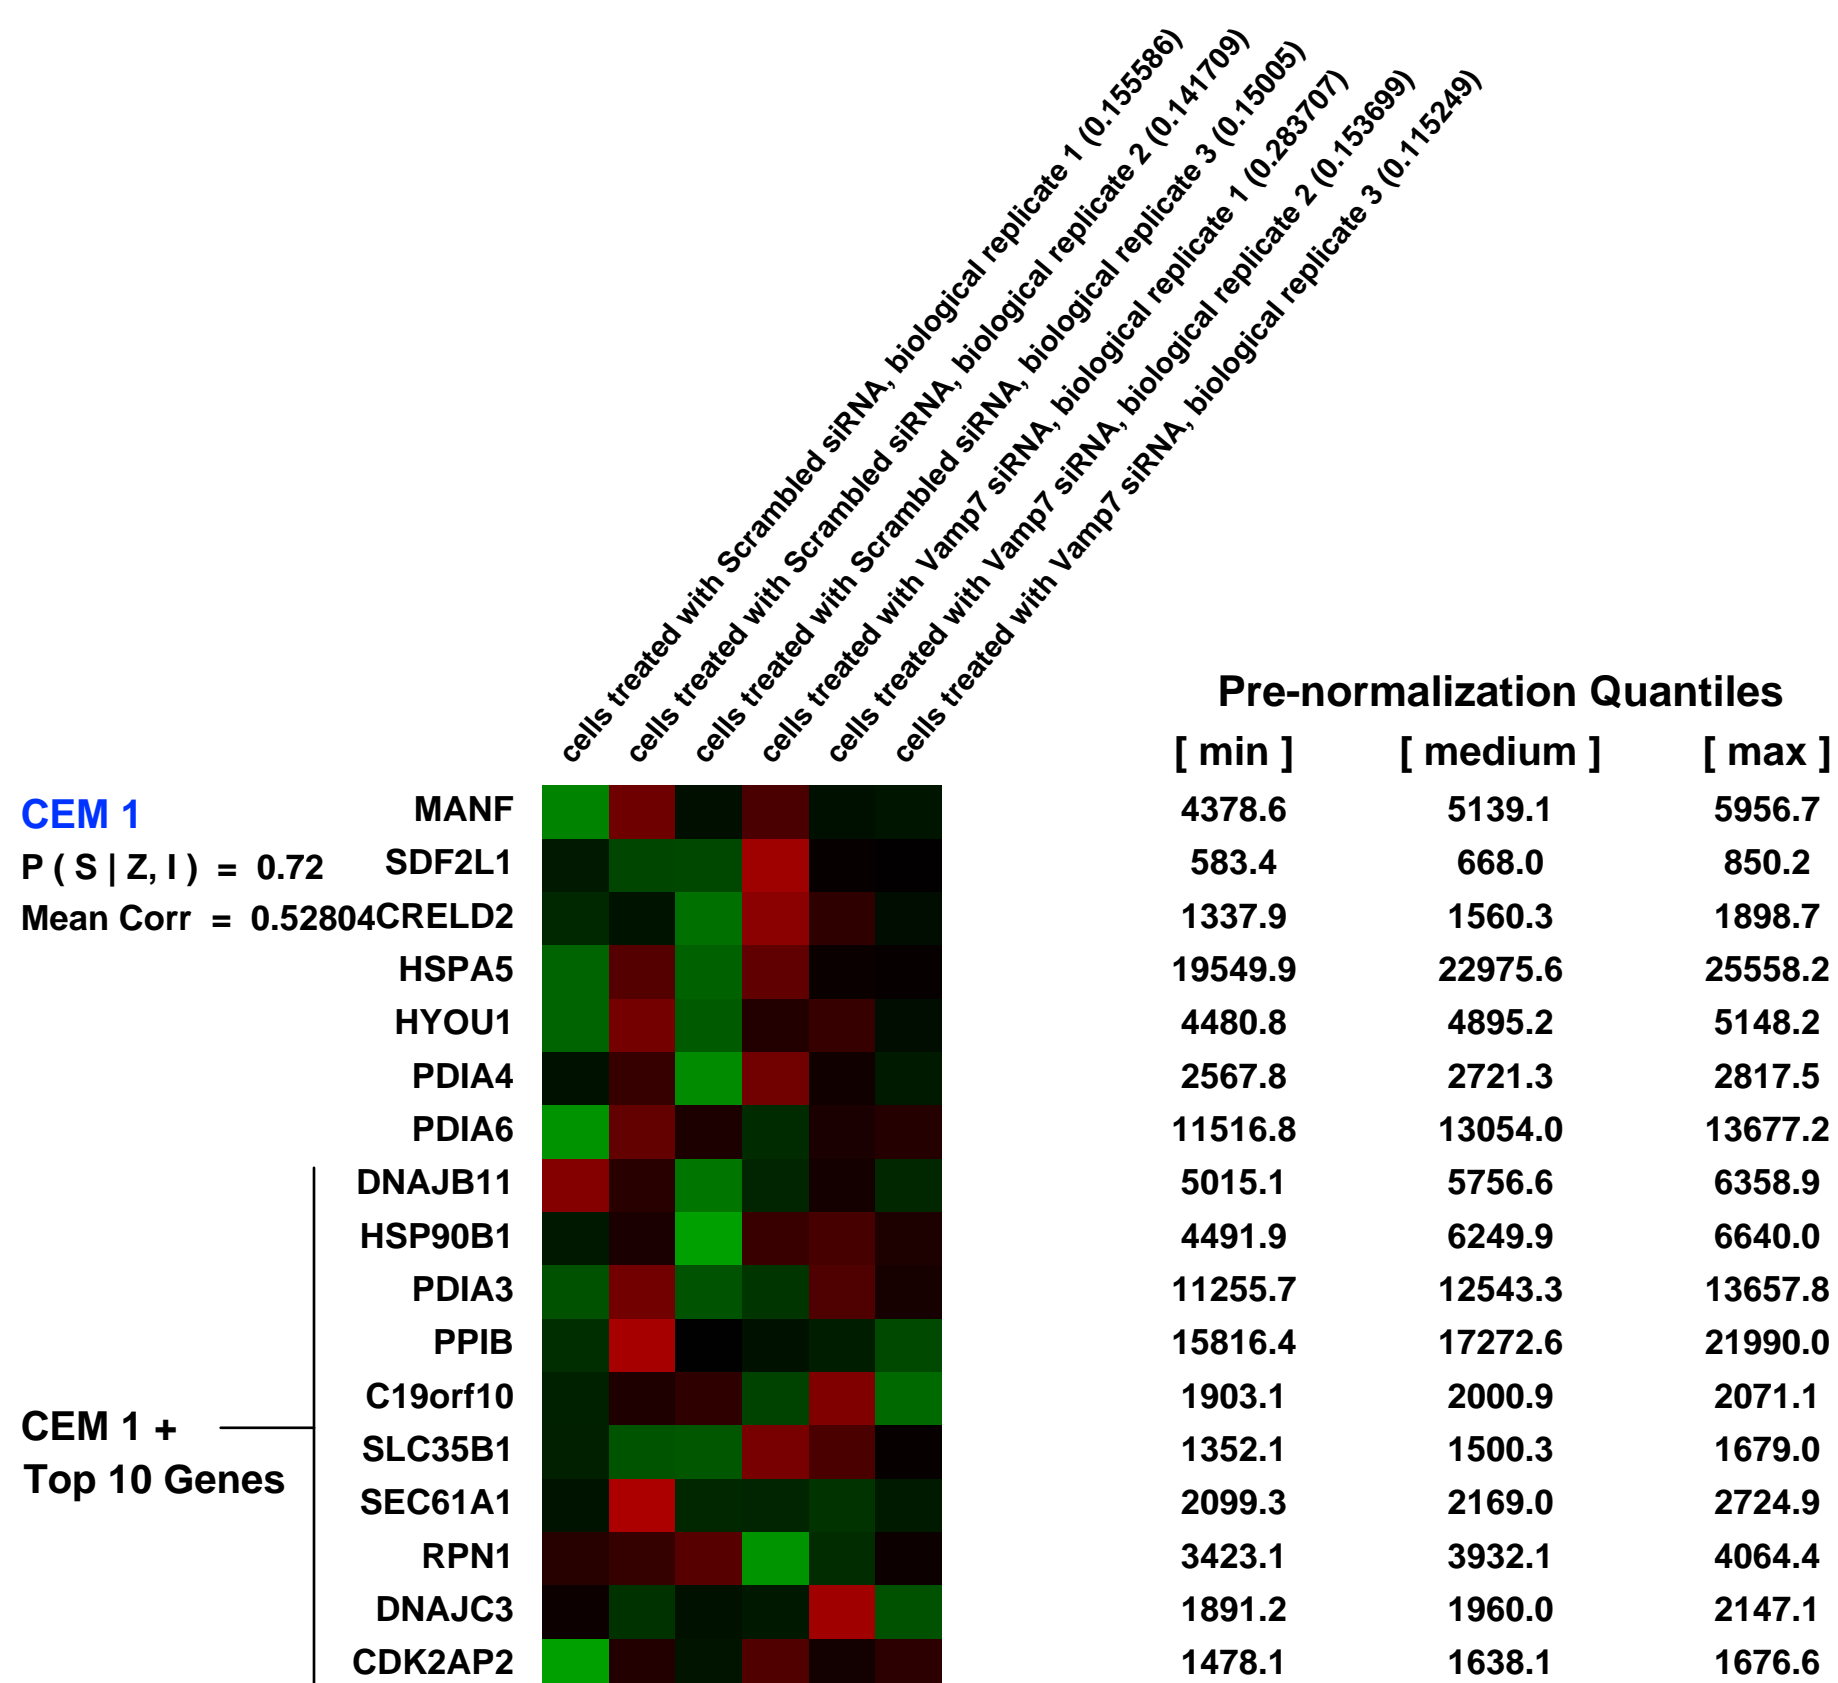 cells treated with Scrambled siRNA, biological replicate 1 (0.155586)
cells treated with Scrambled siRNA, biological replicate 2 (0.141709)
cells treated with Scrambled siRNA, biological replicate 3 (0.15005)
cells treated with Vamp7 siRNA, biological replicate 1 (0.283707)
cells treated with Vamp7 siRNA, biological replicate 2 (0.153699)
cells treated with Vamp7 siRNA, biological replicate 3 (0.115249)
Pre-normalization Quantiles
[ min ] [ medium ] [ max ]
CEM 1 MANF 4378.6 5139.1 5956.7
P ( S | Z, I ) = 0.72 SDF2L1 583.4 668.0 850.2
Mean Corr = 0.52804 CRELD2 1337.9 1560.3 1898.7
HSPA5 19549.9 22975.6 25558.2
HYOU1 4480.8 4895.2 5148.2
PDIA4 2567.8 2721.3 2817.5
PDIA6 11516.8 13054.0 13677.2
DNAJB11 5015.1 5756.6 6358.9
HSP90B1 4491.9 6249.9 6640.0
PDIA3 11255.7 12543.3 13657.8
PPIB 15816.4 17272.6 21990.0
C19orf10 1903.1 2000.9 2071.1
CEM 1 +
SLC35B1 1352.1 1500.3 1679.0
Top 10 Genes
SEC61A1 2099.3 2169.0 2724.9
RPN1 3423.1 3932.1 4064.4
DNAJC3 1891.2 1960.0 2147.1
CDK2AP2 1478.1 1638.1 1676.6